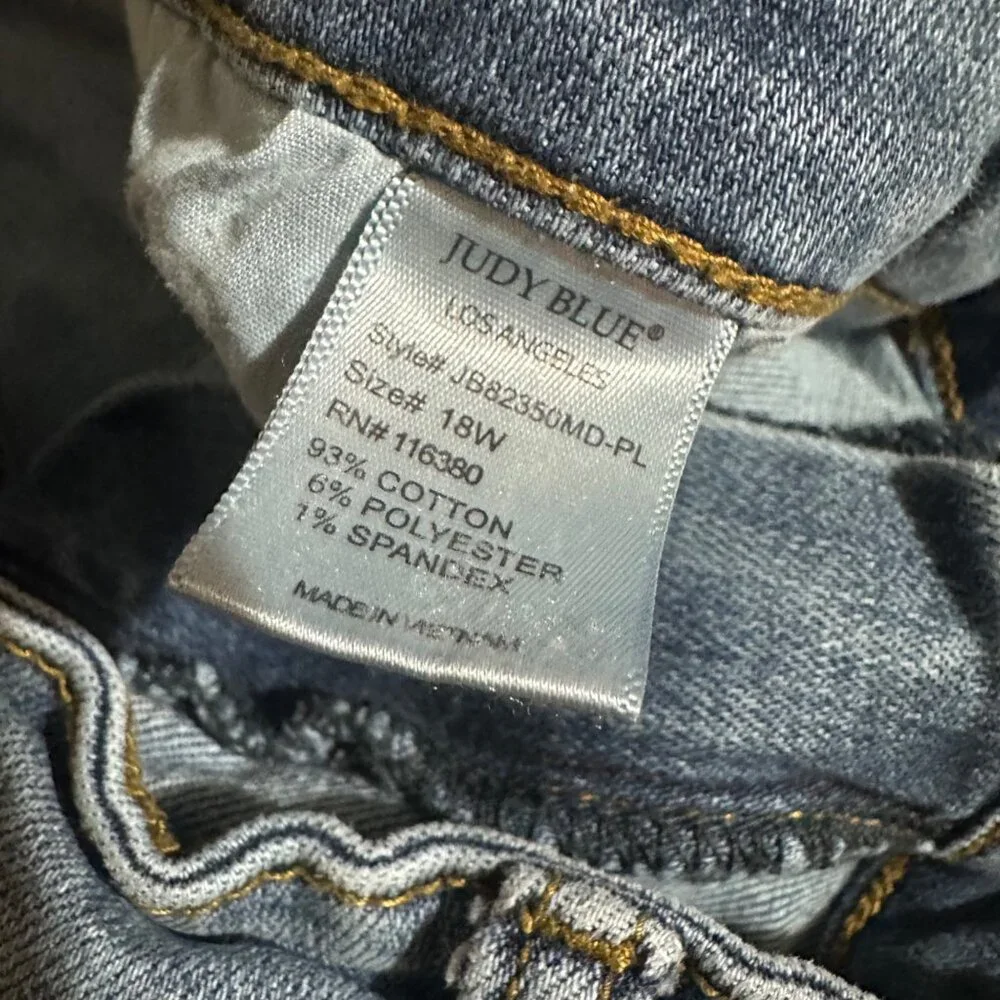 JUDY BLUE®
LOS ANGELES
Style# JB82350MD-PL
Size# 18W
RN# 116380
93% COTTON
6% POLYESTER
1% SPANDEX
MADE IN VIETNAM